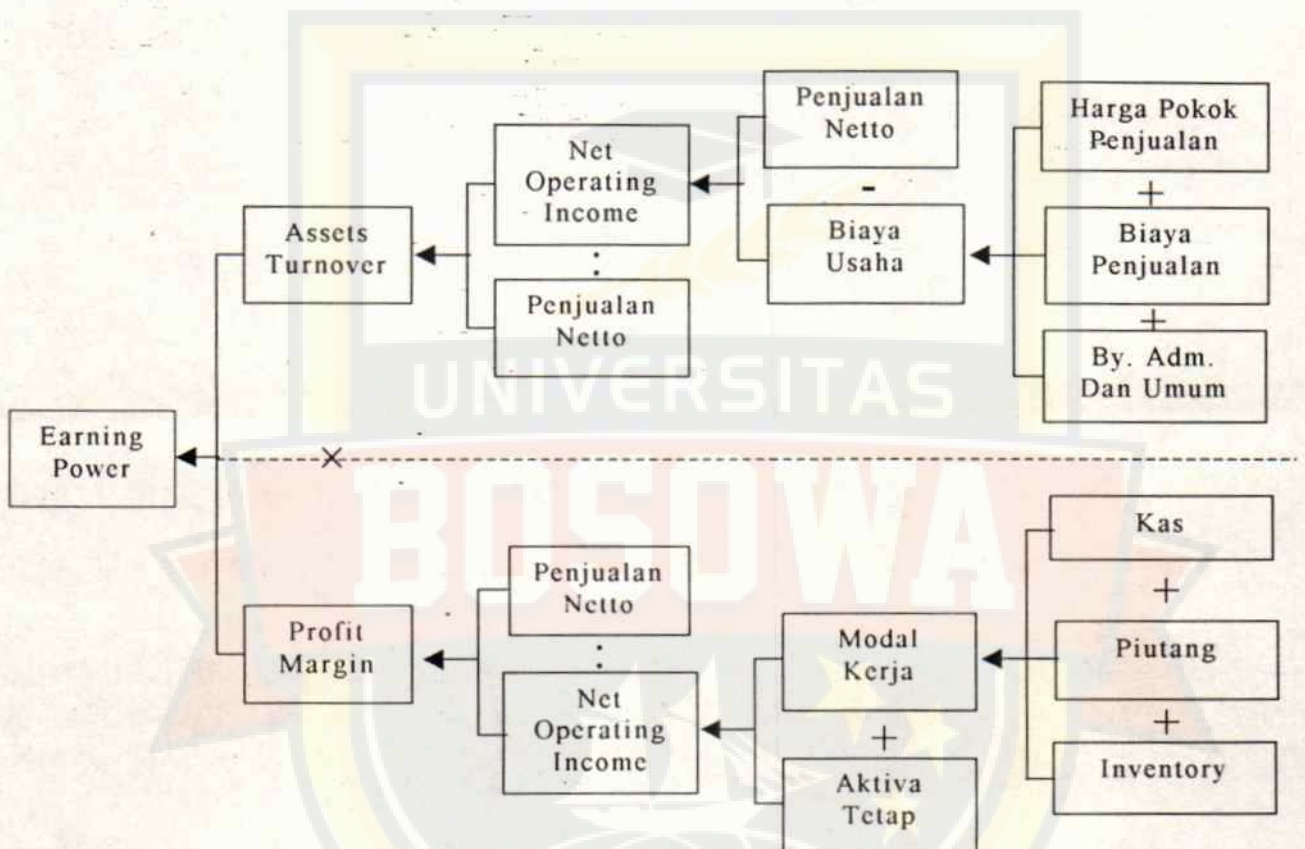 Penjualan
Netto
-
Biaya
Usaha
Harga Pokok
Penjualan
+
Biaya
Penjualan
+
By. Adm.
Dan Umum
Net
Operating
Income
:
Penjualan
Netto
Assets
Turnover
UNIVERSITAS
BOSOWA
Earning
Power
×
Profit
Margin
Penjualan
Netto
:
Net
Operating
Income
Modal
Kerja
+
Aktiva
Tetap
Kas
+
Piutang
+
Inventory